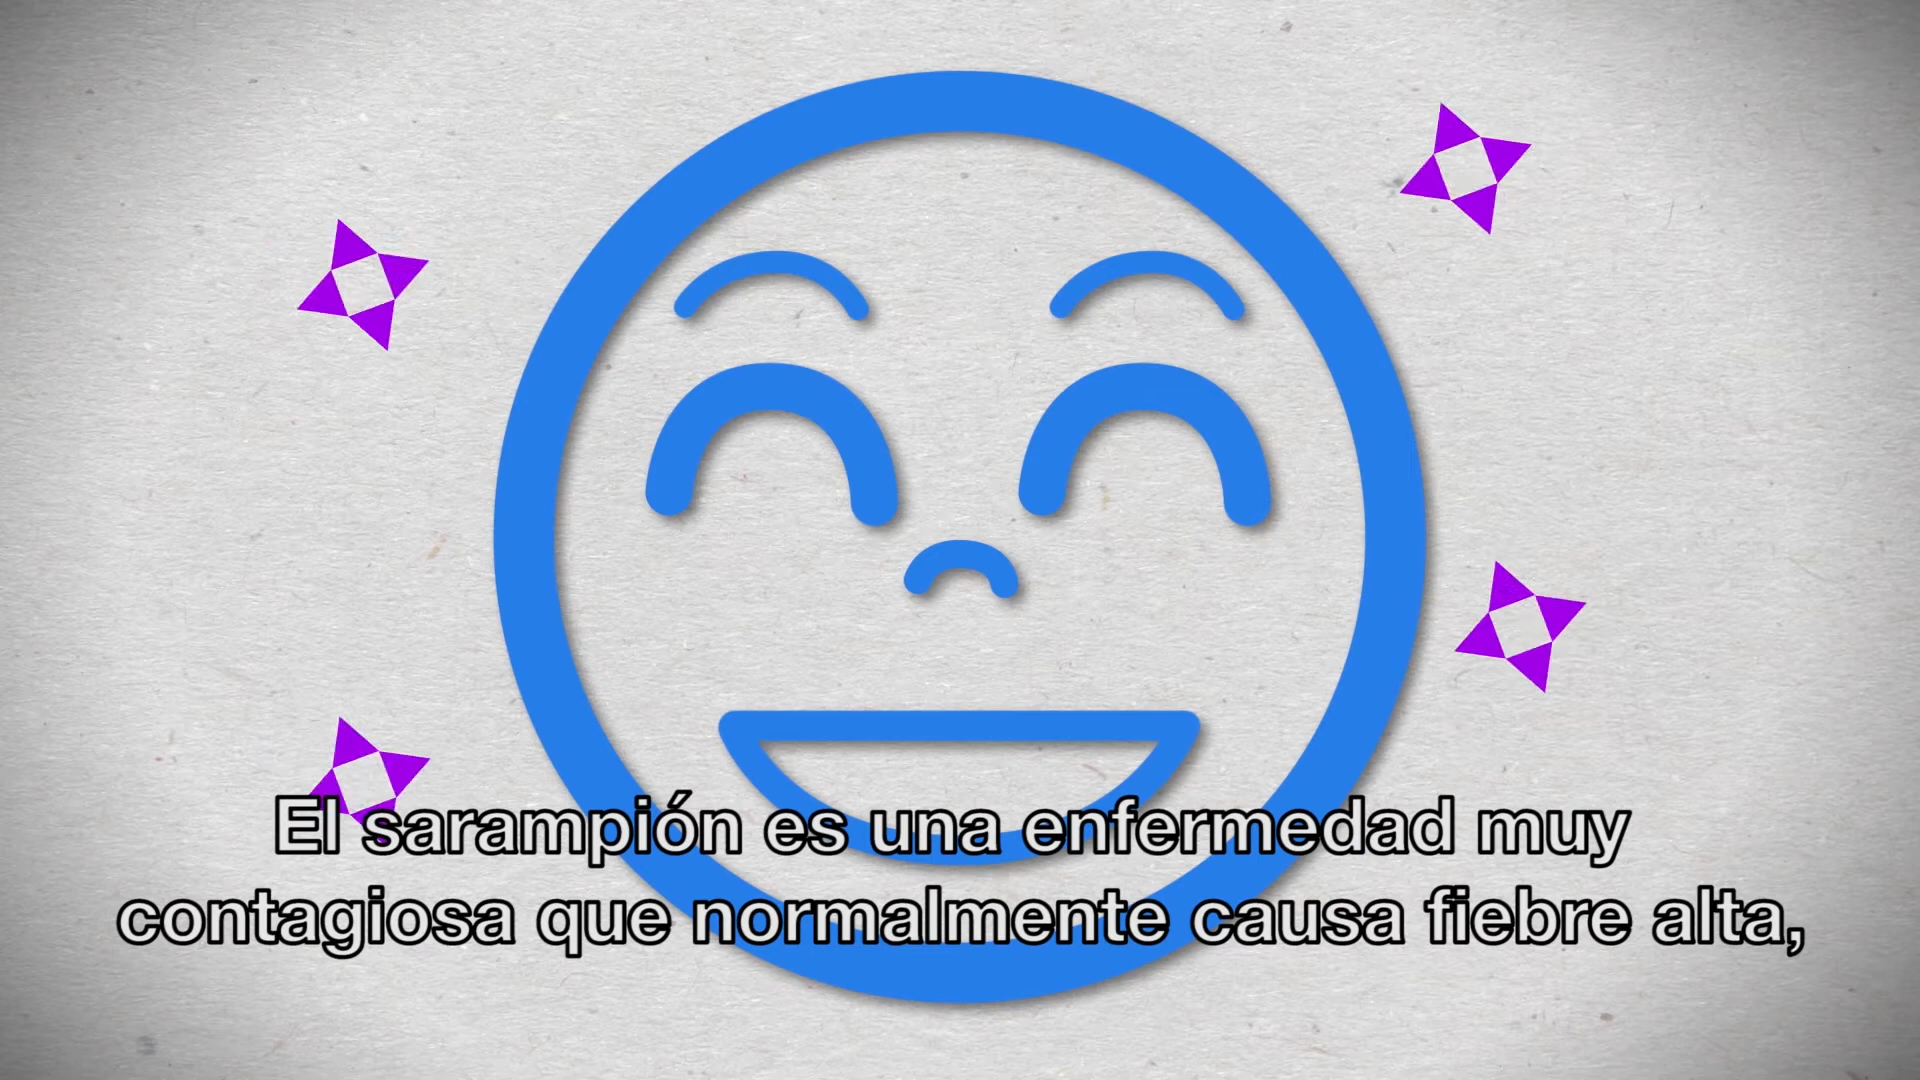 El sarampión es una enfermedad muy
contagiosa que normalmente causa fiebre alta,